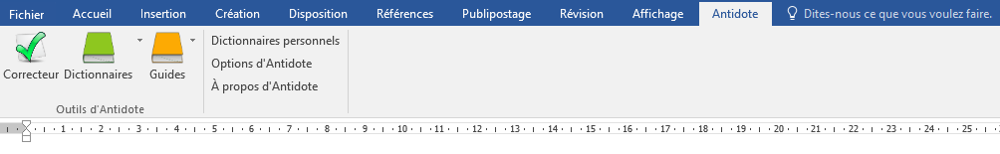 Fichier Accueil Insertion Création Disposition Références Publipostage Révision Affichage Antidote Dites-nous ce que vous voulez faire.
Correcteur Dictionnaires Guides
Outils d'Antidote
Dictionnaires personnels
Options d'Antidote
À propos d'Antidote
1 2 3 4 5 6 7 8 9 10 11 12 13 14 15 16 17 18 19 20 21 22 23 24 25